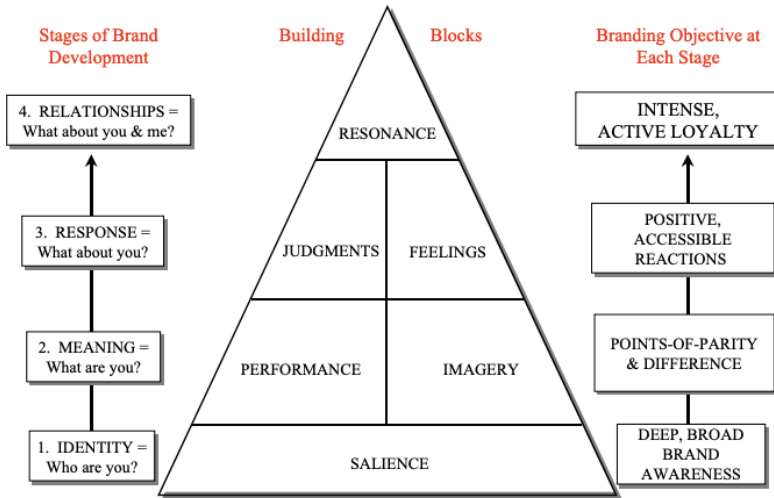 Stages of Brand
Development
Building
Blocks
Branding Objective at
Each Stage
4. RELATIONSHIPS =
What about you & me?
RESONANCE
INTENSE,
ACTIVE LOYALTY
3. RESPONSE =
What about you?
JUDGMENTS
FEELINGS
POSITIVE,
ACCESSIBLE
REACTIONS
2. MEANING =
What are you?
PERFORMANCE
IMAGERY
POINTS-OF-PARITY
& DIFFERENCE
1. IDENTITY =
Who are you?
SALIENCE
DEEP, BROAD
BRAND
AWARENESS